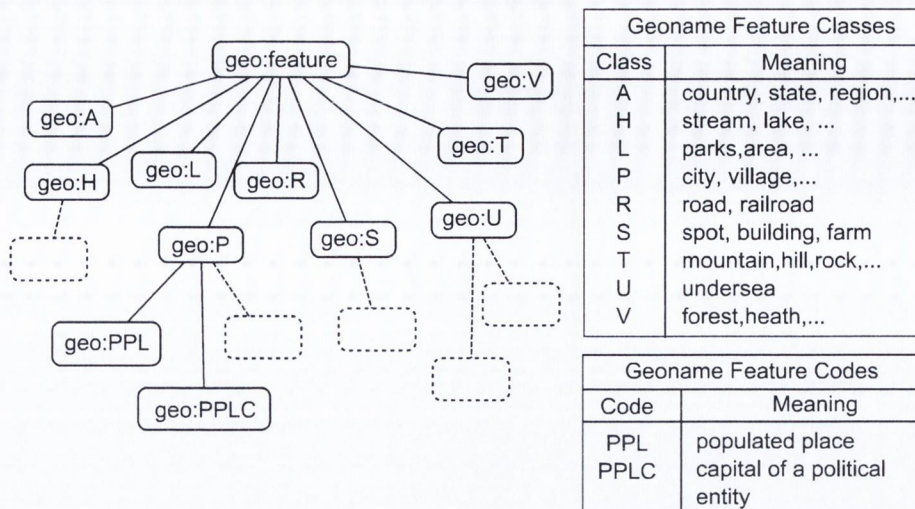 geo:feature
geo:V
geo:A
geo:T
geo:L
geo:H
geo:R
geo:U
geo:P
geo:S
geo:PPL
geo:PPLC
Geoname Feature Classes
Class Meaning
A country, state, region,...
H stream, lake, ...
L parks,area, ...
P city, village,...
R road, railroad
S spot, building, farm
T mountain,hill,rock,...
U undersea
V forest,heath,...
Geoname Feature Codes
Code Meaning
PPL populated place
PPLC capital of a political
entity